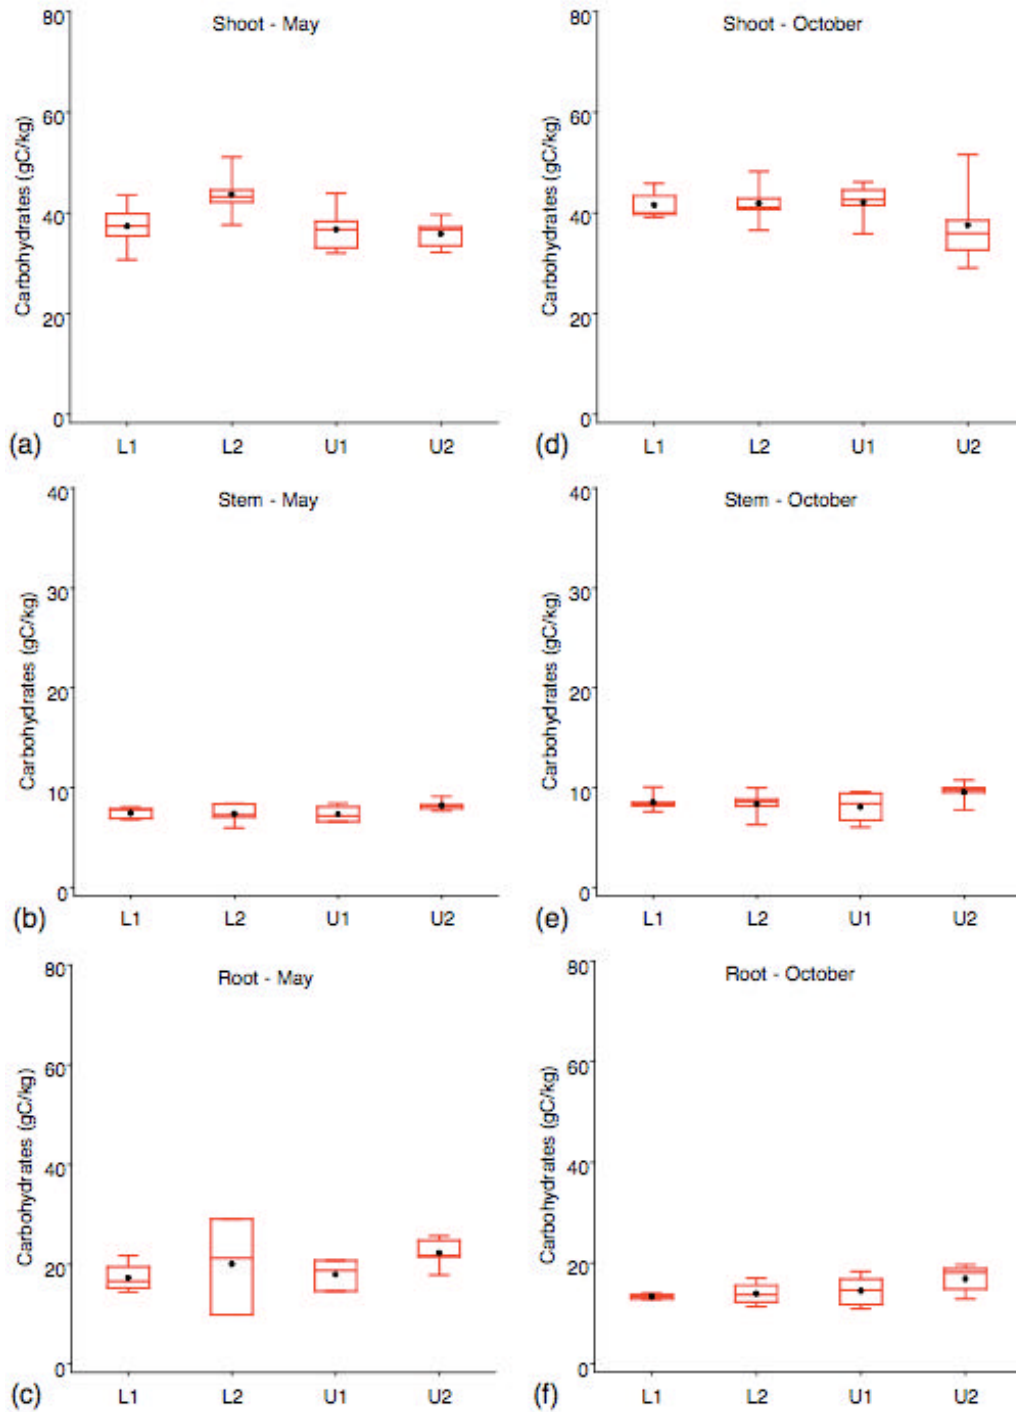 Shoot - May
80
60
40
20
0
Carbohydrates (gC/kg)
(a)
L1 L2 U1 U2
Shoot - October
80
60
40
20
0
Carbohydrates (gC/kg)
(d)
L1 L2 U1 U2
Stem - May
40
30
20
10
0
Carbohydrates (gC/kg)
(b)
L1 L2 U1 U2
Stem - October
40
30
20
10
0
Carbohydrates (gC/kg)
(e)
L1 L2 U1 U2
Root - May
80
60
40
20
0
Carbohydrates (gC/kg)
(c)
L1 L2 U1 U2
Root - October
80
60
40
20
0
Carbohydrates (gC/kg)
(f)
L1 L2 U1 U2